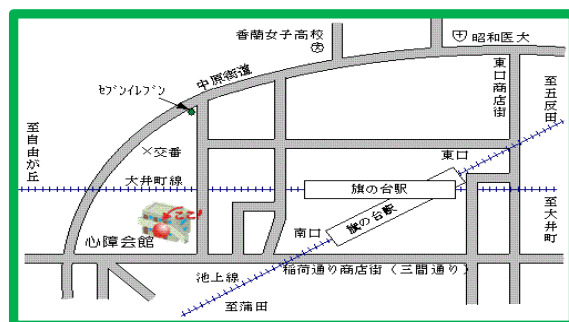 香蘭女子高校
昭和医大
中原街道
セブンイレブン
東口商店街
至五反田
至自由が丘
交番
東口
大井町線
旗の台駅
旗の台駅
ここ!
至大井町
心障会館
南口
池上線
稲荷通り商店街(三間通り)
至蒲田